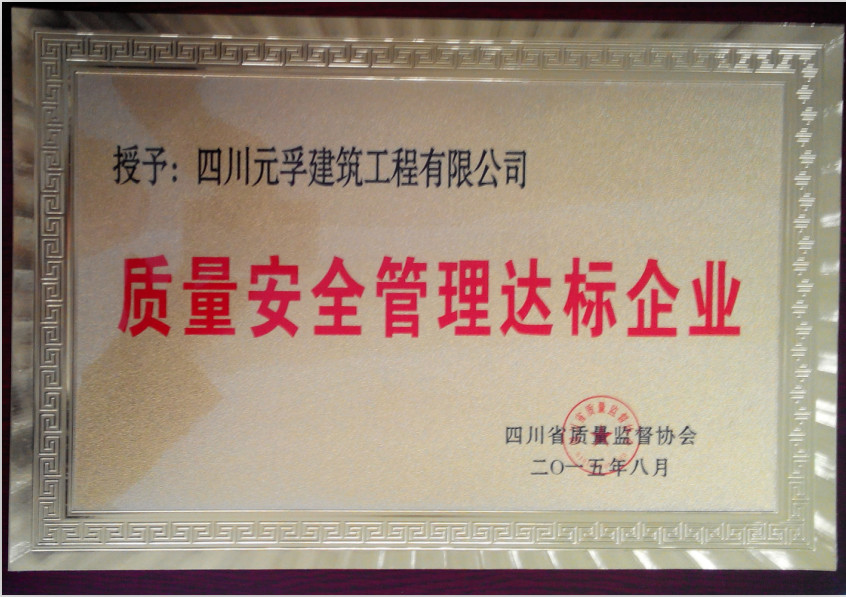 授予：四川元孚建筑工程有限公司
质量安全管理达标企业
四川省质量监督协会
二〇一五年八月